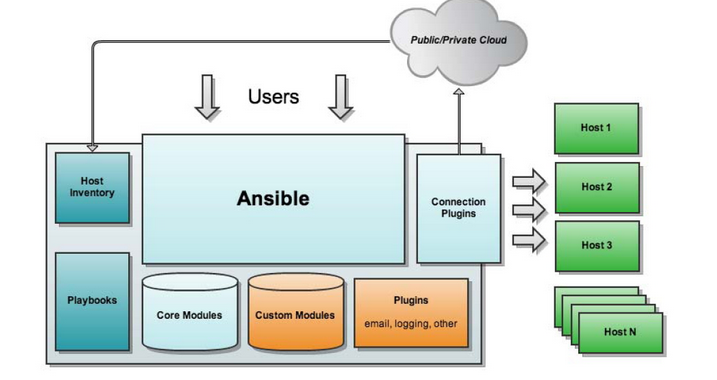 Public/Private Cloud
Users
Host
Inventory
Ansible
Connection
Plugins
Host 1
Host 2
Host 3
Host N
Playbooks
Core Modules
Custom Modules
Plugins
email, logging, other